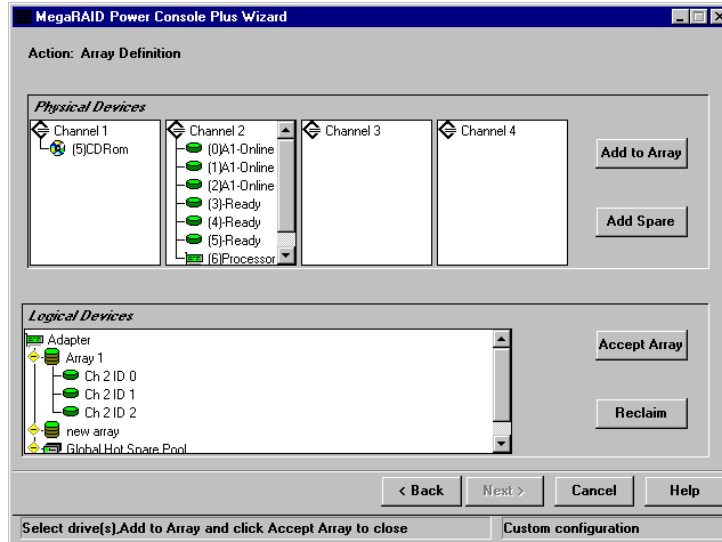 MegaRAID Power Console Plus Wizard
Action: Array Definition
Physical Devices
Channel 1
(5)CDRom
Channel 2
(0)A1-Online
(1)A1-Online
(2)A1-Online
(3)-Ready
(4)-Ready
(5)-Ready
(6)Processor
Channel 3
Channel 4
Add to Array
Add Spare
Logical Devices
Adapter
Array 1
Ch 2 ID 0
Ch 2 ID 1
Ch 2 ID 2
new array
Global Hot Spare Pool
Accept Array
Reclaim
< Back
Next >
Cancel
Help
Select drive(s),Add to Array and click Accept Array to close
Custom configuration